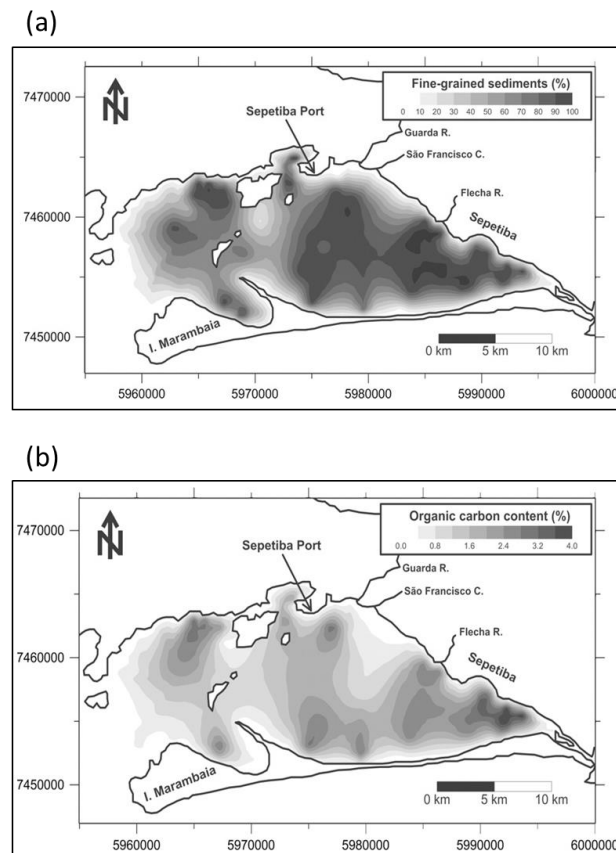 (a)
Fine-grained sediments (%)
0 10 20 30 40 50 60 70 80 90 100
N
7470000
Sepetiba Port
Guarda R.
São Francisco C.
Flecha R.
Sepetiba
7460000
7450000
I. Marambaia
0 km 5 km 10 km
5960000 5970000 5980000 5990000 6000000
(b)
Organic carbon content (%)
0.0 0.8 1.6 2.4 3.2 4.0
N
7470000
Sepetiba Port
Guarda R.
São Francisco C.
Flecha R.
Sepetiba
7460000
7450000
I. Marambaia
0 km 5 km 10 km
5960000 5970000 5980000 5990000 6000000